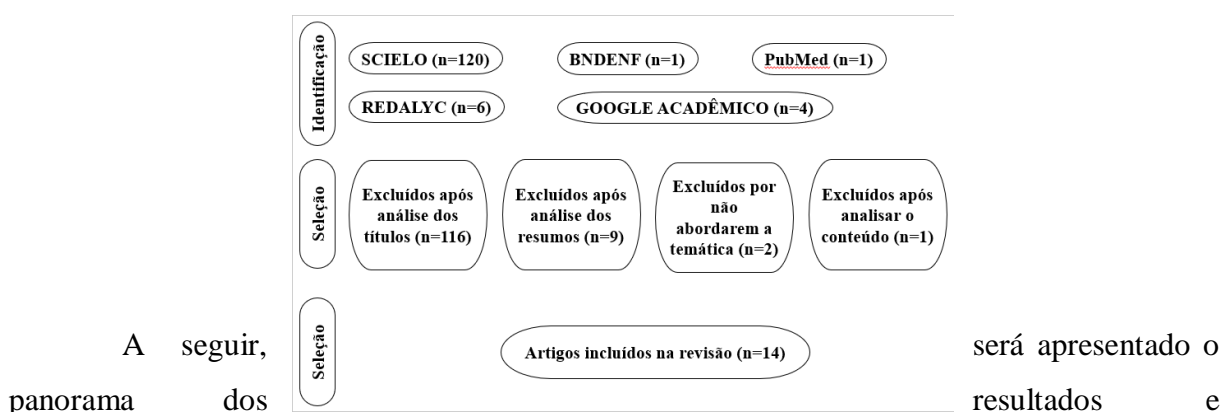 Identificação
SCIELO (n=120)
BNDENF (n=1)
PubMed (n=1)
REDALYC (n=6)
GOOGLE ACADÊMICO (n=4)
Seleção
Excluídos após
análise dos
títulos (n=116)
Excluídos após
análise dos
resumos (n=9)
Excluídos por
não
abordarem a
temática (n=2)
Excluídos após
analisar o
conteúdo (n=1)
Seleção
Artigos incluídos na revisão (n=14)
A seguir, será apresentado o
panorama dos resultados e